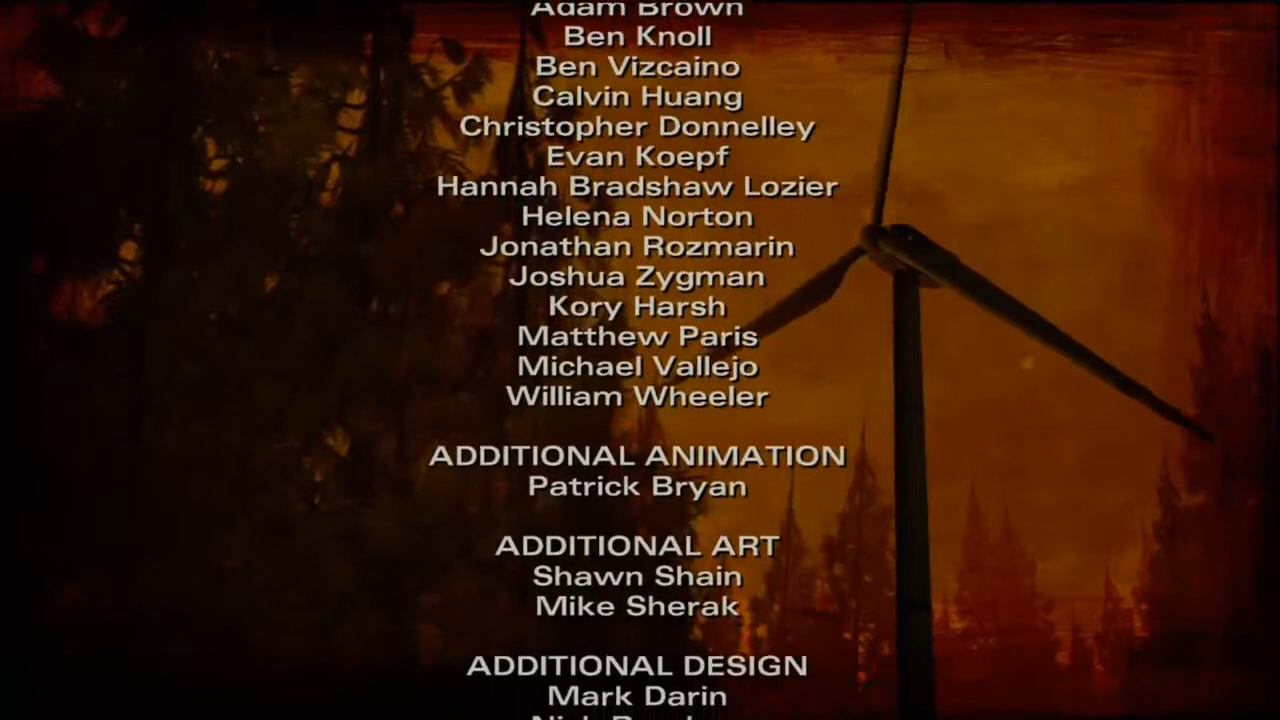 Adam Brown
Ben Knoll
Ben Vizcaino
Calvin Huang
Christopher Donnelley
Evan Koepf
Hannah Bradshaw Lozier
Helena Norton
Jonathan Rozmarin
Joshua Zygman
Kory Harsh
Matthew Paris
Michael Vallejo
William Wheeler
ADDITIONAL ANIMATION
Patrick Bryan
ADDITIONAL ART
Shawn Shain
Mike Sherak
ADDITIONAL DESIGN
Mark Darin